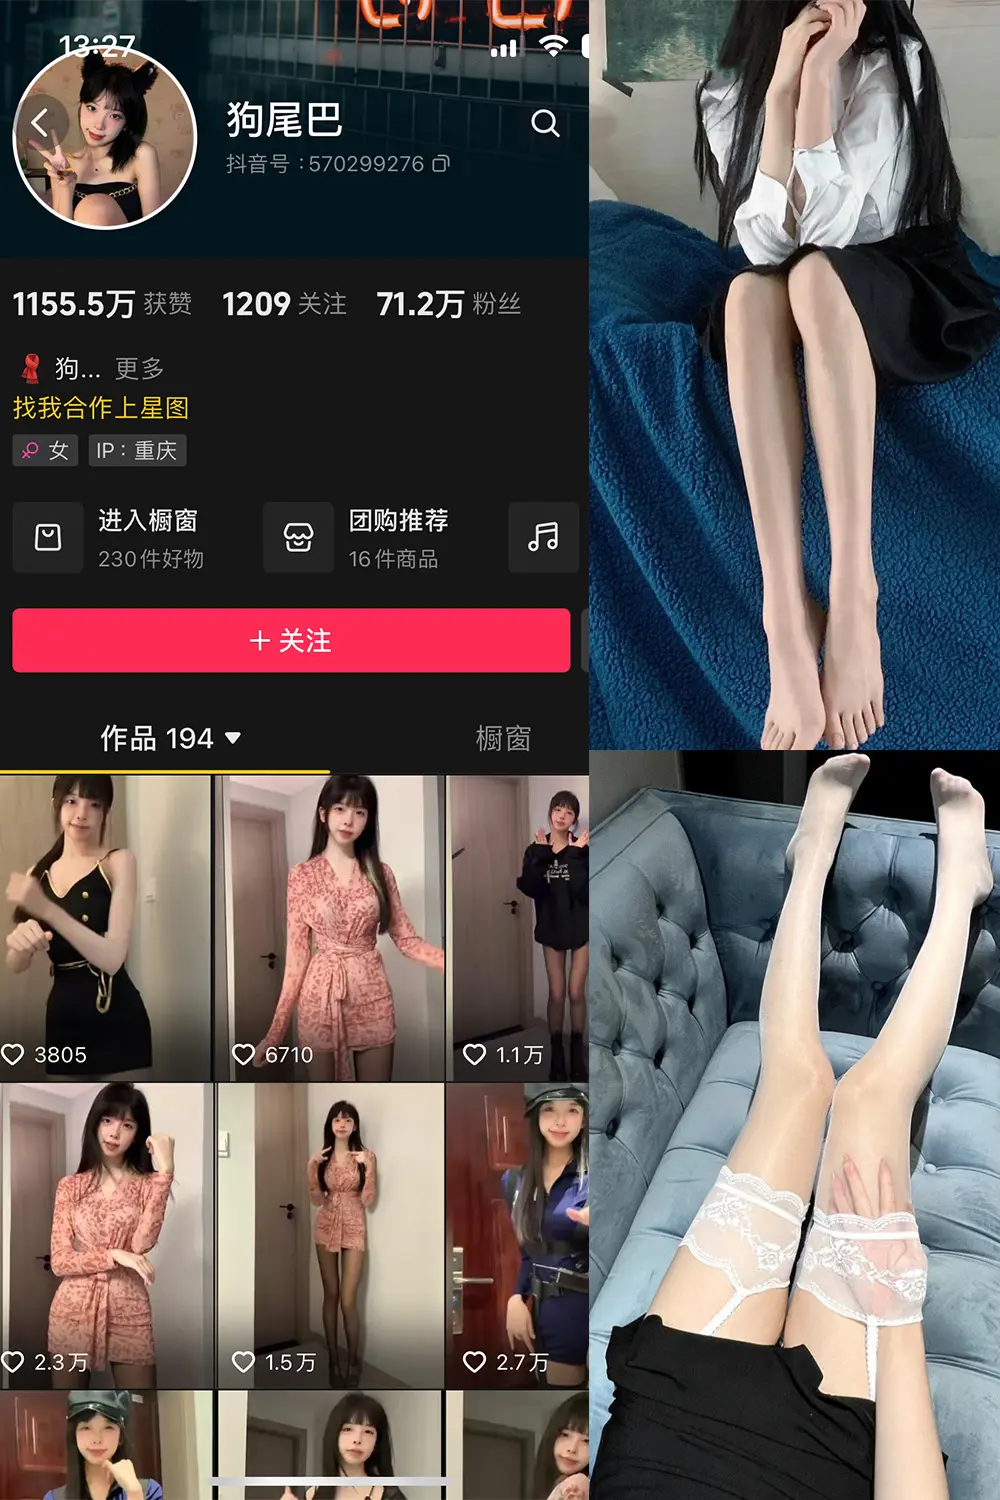 13:27
狗尾巴
抖音号：570299276
1155.5万 获赞 1209 关注 71.2万 粉丝
狗... 更多
找我合作上星图
女 IP：重庆
进入橱窗 团购推荐
230件好物 16件商品
+ 关注
作品 194 橱窗
3805 6710 1.1万
2.3万 1.5万 2.7万